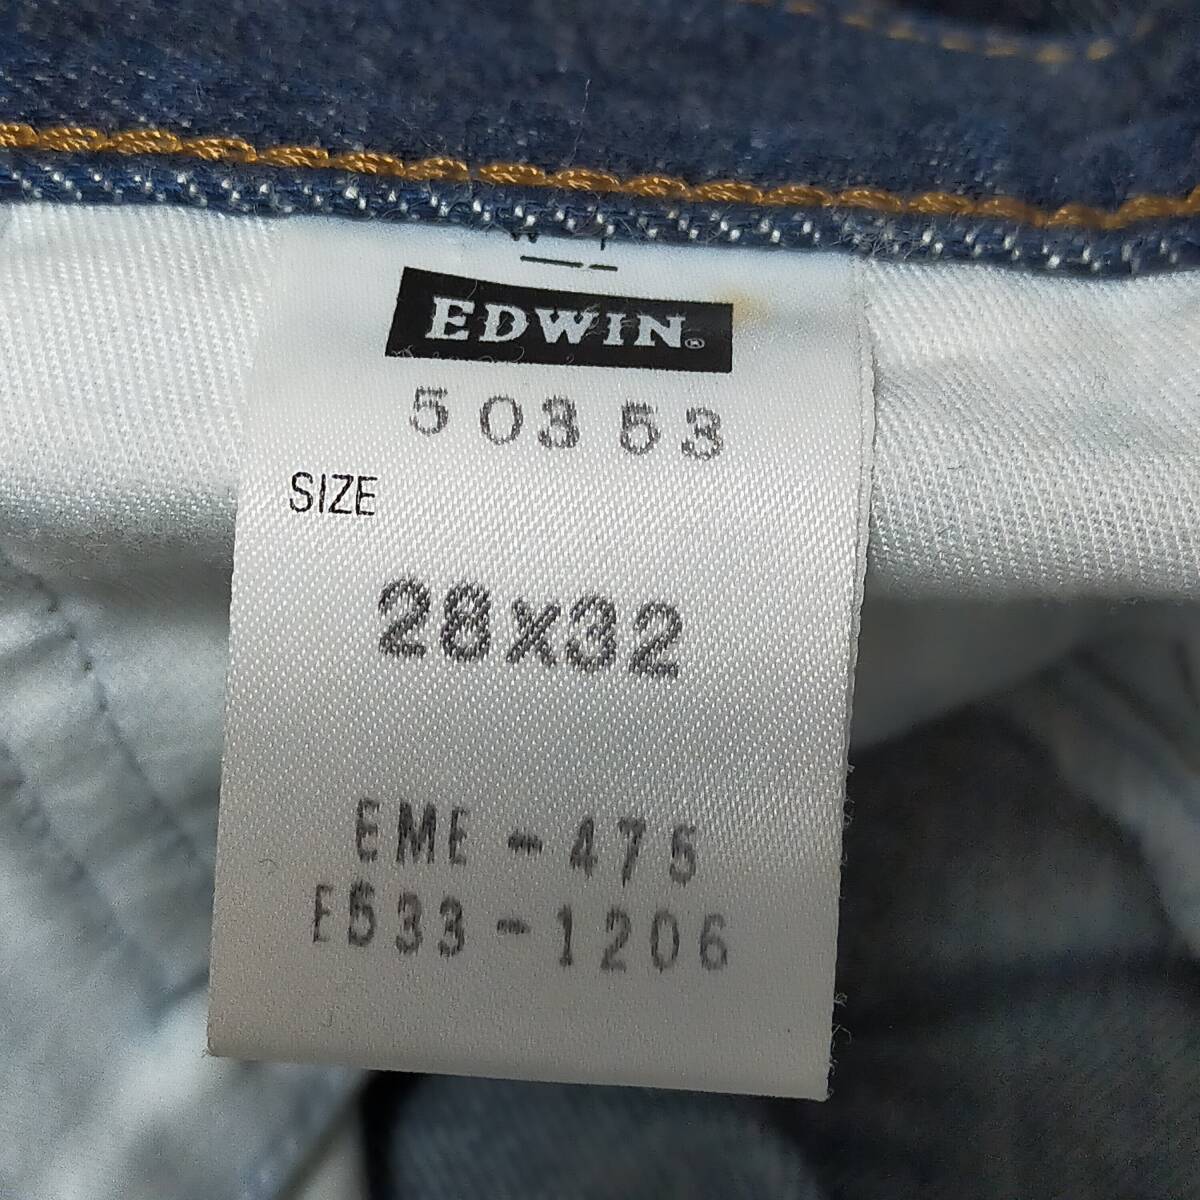 EDWIN®
50353
SIZE
28x32
EME-475
E533-1206